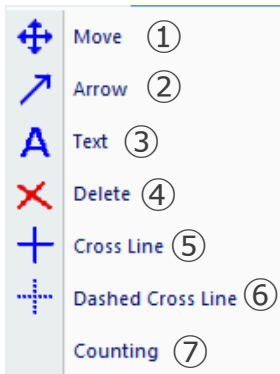 Move ①
Arrow ②
Text ③
Delete ④
Cross Line ⑤
Dashed Cross Line ⑥
Counting ⑦